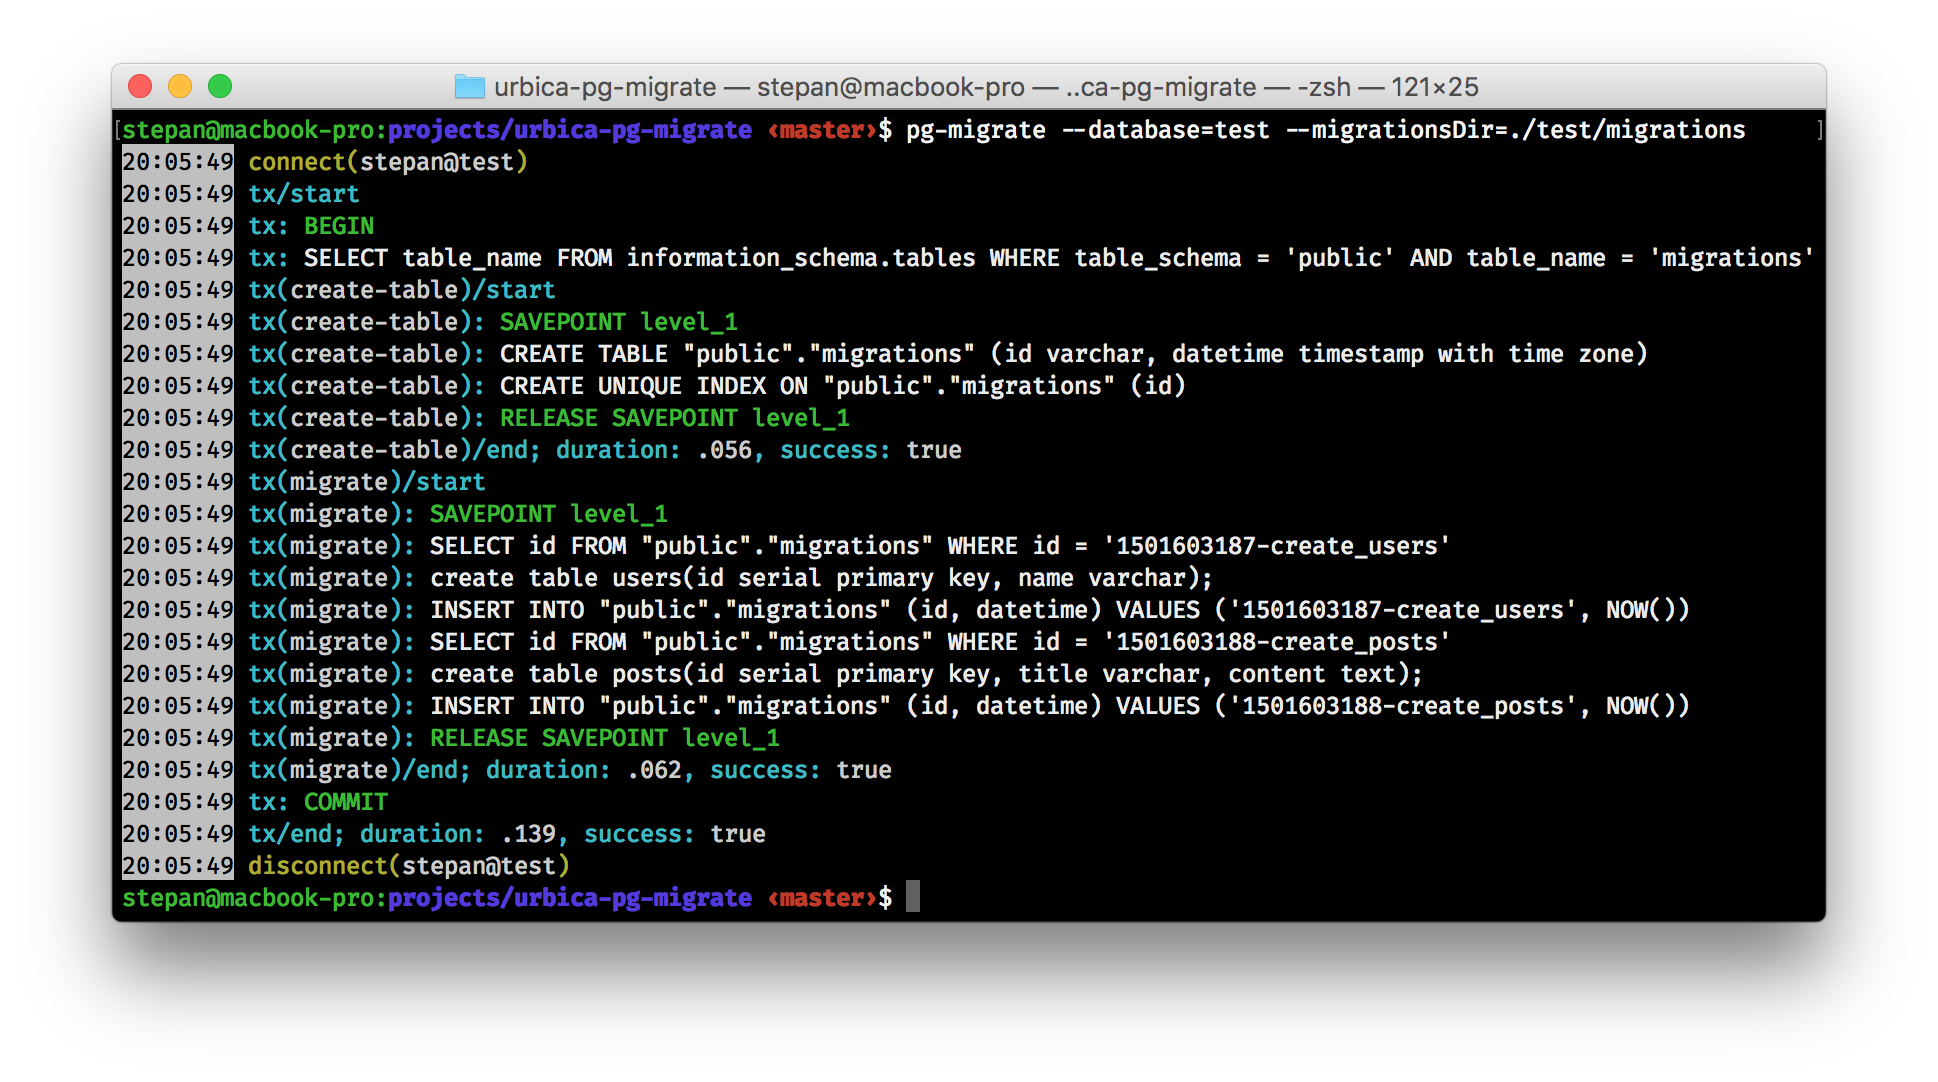 urbica-pg-migrate — stepan@macbook-pro — ..ca-pg-migrate — -zsh — 121×25
[stepan@macbook-pro:projects/urbica-pg-migrate ‹master›$ pg-migrate --database=test --migrationsDir=./test/migrations ]
20:05:49 connect(stepan@test)
20:05:49 tx/start
20:05:49 tx: BEGIN
20:05:49 tx: SELECT table_name FROM information_schema.tables WHERE table_schema = 'public' AND table_name = 'migrations'
20:05:49 tx(create-table)/start
20:05:49 tx(create-table): SAVEPOINT level_1
20:05:49 tx(create-table): CREATE TABLE "public"."migrations" (id varchar, datetime timestamp with time zone)
20:05:49 tx(create-table): CREATE UNIQUE INDEX ON "public"."migrations" (id)
20:05:49 tx(create-table): RELEASE SAVEPOINT level_1
20:05:49 tx(create-table)/end; duration: .056, success: true
20:05:49 tx(migrate)/start
20:05:49 tx(migrate): SAVEPOINT level_1
20:05:49 tx(migrate): SELECT id FROM "public"."migrations" WHERE id = '1501603187-create_users'
20:05:49 tx(migrate): create table users(id serial primary key, name varchar);
20:05:49 tx(migrate): INSERT INTO "public"."migrations" (id, datetime) VALUES ('1501603187-create_users', NOW())
20:05:49 tx(migrate): SELECT id FROM "public"."migrations" WHERE id = '1501603188-create_posts'
20:05:49 tx(migrate): create table posts(id serial primary key, title varchar, content text);
20:05:49 tx(migrate): INSERT INTO "public"."migrations" (id, datetime) VALUES ('1501603188-create_posts', NOW())
20:05:49 tx(migrate): RELEASE SAVEPOINT level_1
20:05:49 tx(migrate)/end; duration: .062, success: true
20:05:49 tx: COMMIT
20:05:49 tx/end; duration: .139, success: true
20:05:49 disconnect(stepan@test)
stepan@macbook-pro:projects/urbica-pg-migrate ‹master›$